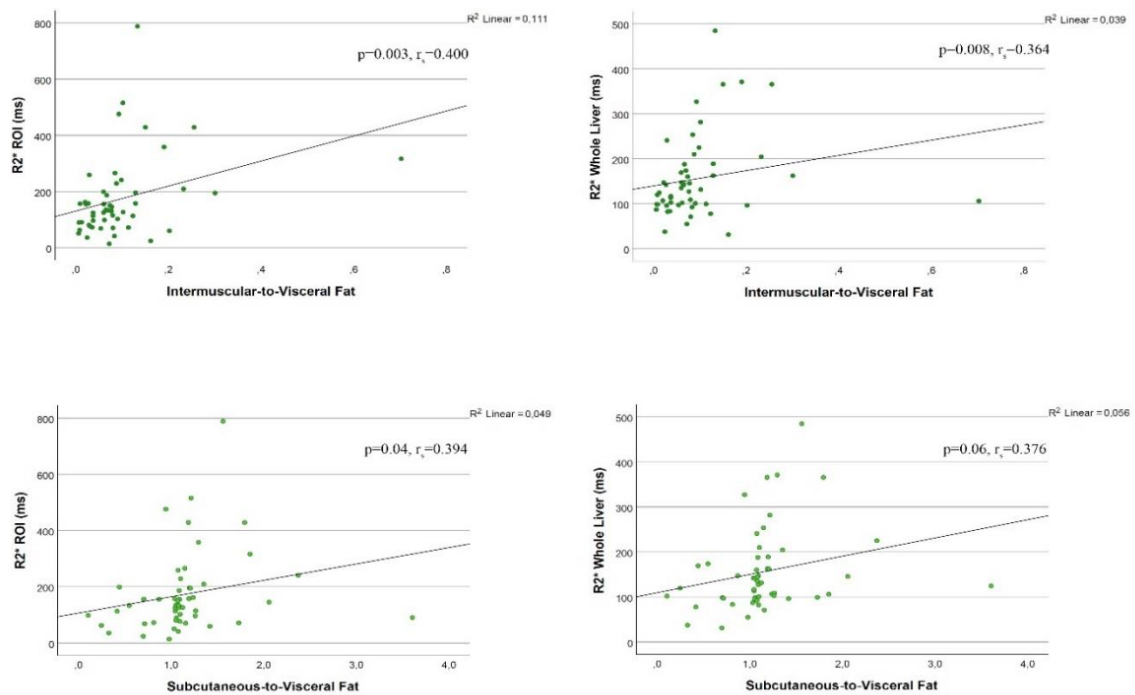 R² Linear = 0,111
p=0.003, rₛ=0.400
800
600
400
200
0
R2* ROI (ms)
,0 ,2 ,4 ,6 ,8
Intermuscular-to-Visceral Fat
R² Linear = 0,039
p=0.008, rₛ=0.364
500
400
300
200
100
0
R2* Whole Liver (ms)
,0 ,2 ,4 ,6 ,8
Intermuscular-to-Visceral Fat
R² Linear = 0,049
p=0.04, rₛ=0.394
800
600
400
200
0
R2* ROI (ms)
,0 1,0 2,0 3,0 4,0
Subcutaneous-to-Visceral Fat
R² Linear = 0,056
p=0.06, rₛ=0.376
500
400
300
200
100
0
R2* Whole Liver (ms)
,0 1,0 2,0 3,0 4,0
Subcutaneous-to-Visceral Fat